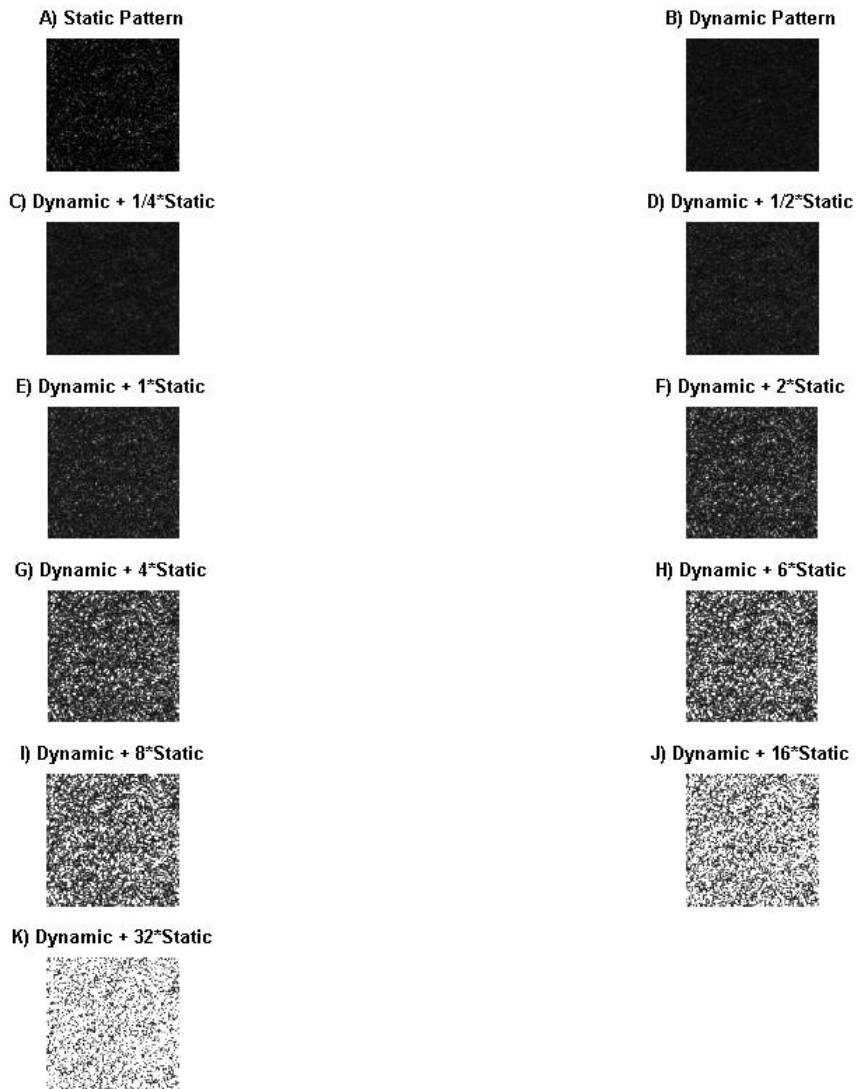 A) Static Pattern
B) Dynamic Pattern
C) Dynamic + 1/4*Static
D) Dynamic + 1/2*Static
E) Dynamic + 1*Static
F) Dynamic + 2*Static
G) Dynamic + 4*Static
H) Dynamic + 6*Static
I) Dynamic + 8*Static
J) Dynamic + 16*Static
K) Dynamic + 32*Static